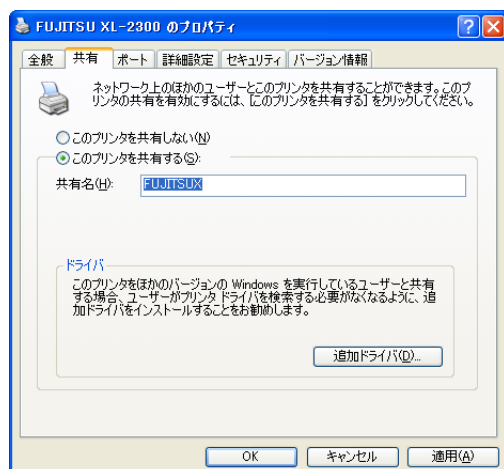 FUJITSU XL-2300 のプロパティ
全般 共有 ポート 詳細設定 セキュリティ バージョン情報
ネットワーク上のほかのユーザーとこのプリンタを共有することができます。このプ
リンタの共有を有効にするには、[このプリンタを共有する] をクリックしてください。
このプリンタを共有しない(N)
このプリンタを共有する(S):
共有名(H): FUJITSUX
ドライバ
このプリンタをほかのバージョンの Windows を実行しているユーザーと共有
する場合、ユーザーがプリンタ ドライバを検索する必要がなくなるように、追
加ドライバをインストールすることをお勧めします。
追加ドライバ(D)...
OK キャンセル 適用(A)